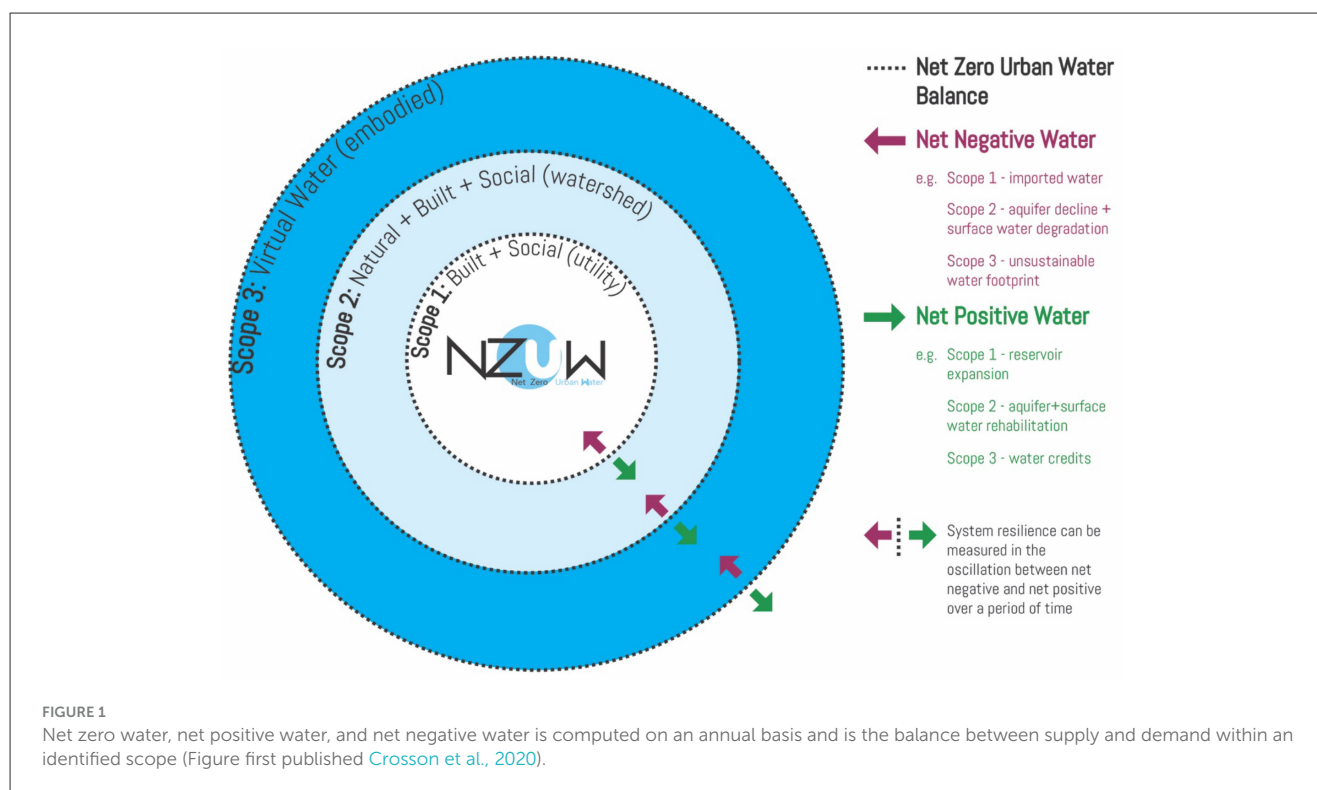 Scope 3: Virtual Water (embodied)
Scope 2: Natural + Built + Social (watershed)
Scope 1: Built + Social (utility)
NZUW
Net Zero Urban Water
Net Zero Urban Water
Balance
Net Negative Water
e.g. Scope 1 - imported water
Scope 2 - aquifer decline +
surface water degradation
Scope 3 - unsustainable
water footprint
Net Positive Water
e.g. Scope 1 - reservoir
expansion
Scope 2 - aquifer+surface
water rehabilitation
Scope 3 - water credits
System resilience can be
measured in the
oscillation between net
negative and net positive
over a period of time
FIGURE 1
Net zero water, net positive water, and net negative water is computed on an annual basis and is the balance between supply and demand within an
identified scope (Figure first published Crosson et al., 2020).